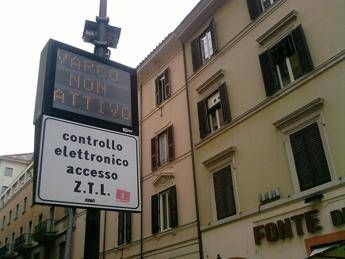 VARCO
NON
ATTIVO
controllo
elettronico
accesso
Z.T.L.
FONTE